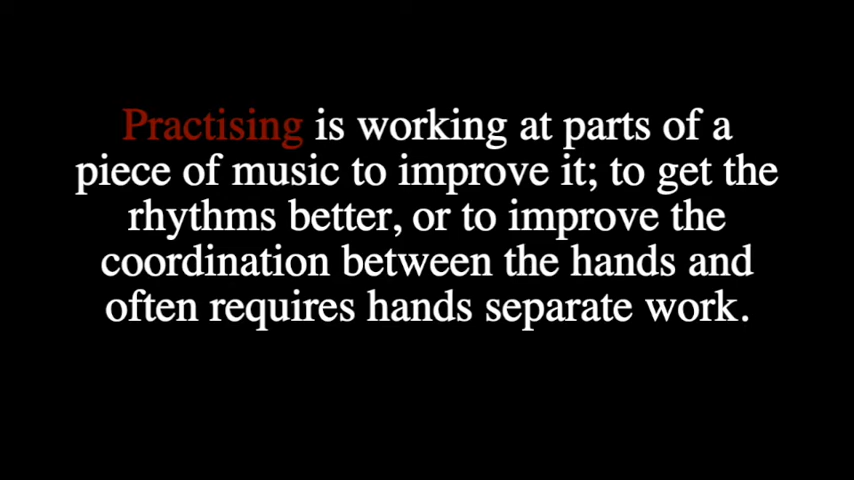 Practising is working at parts of a
piece of music to improve it; to get the
rhythms better, or to improve the
coordination between the hands and
often requires hands separate work.